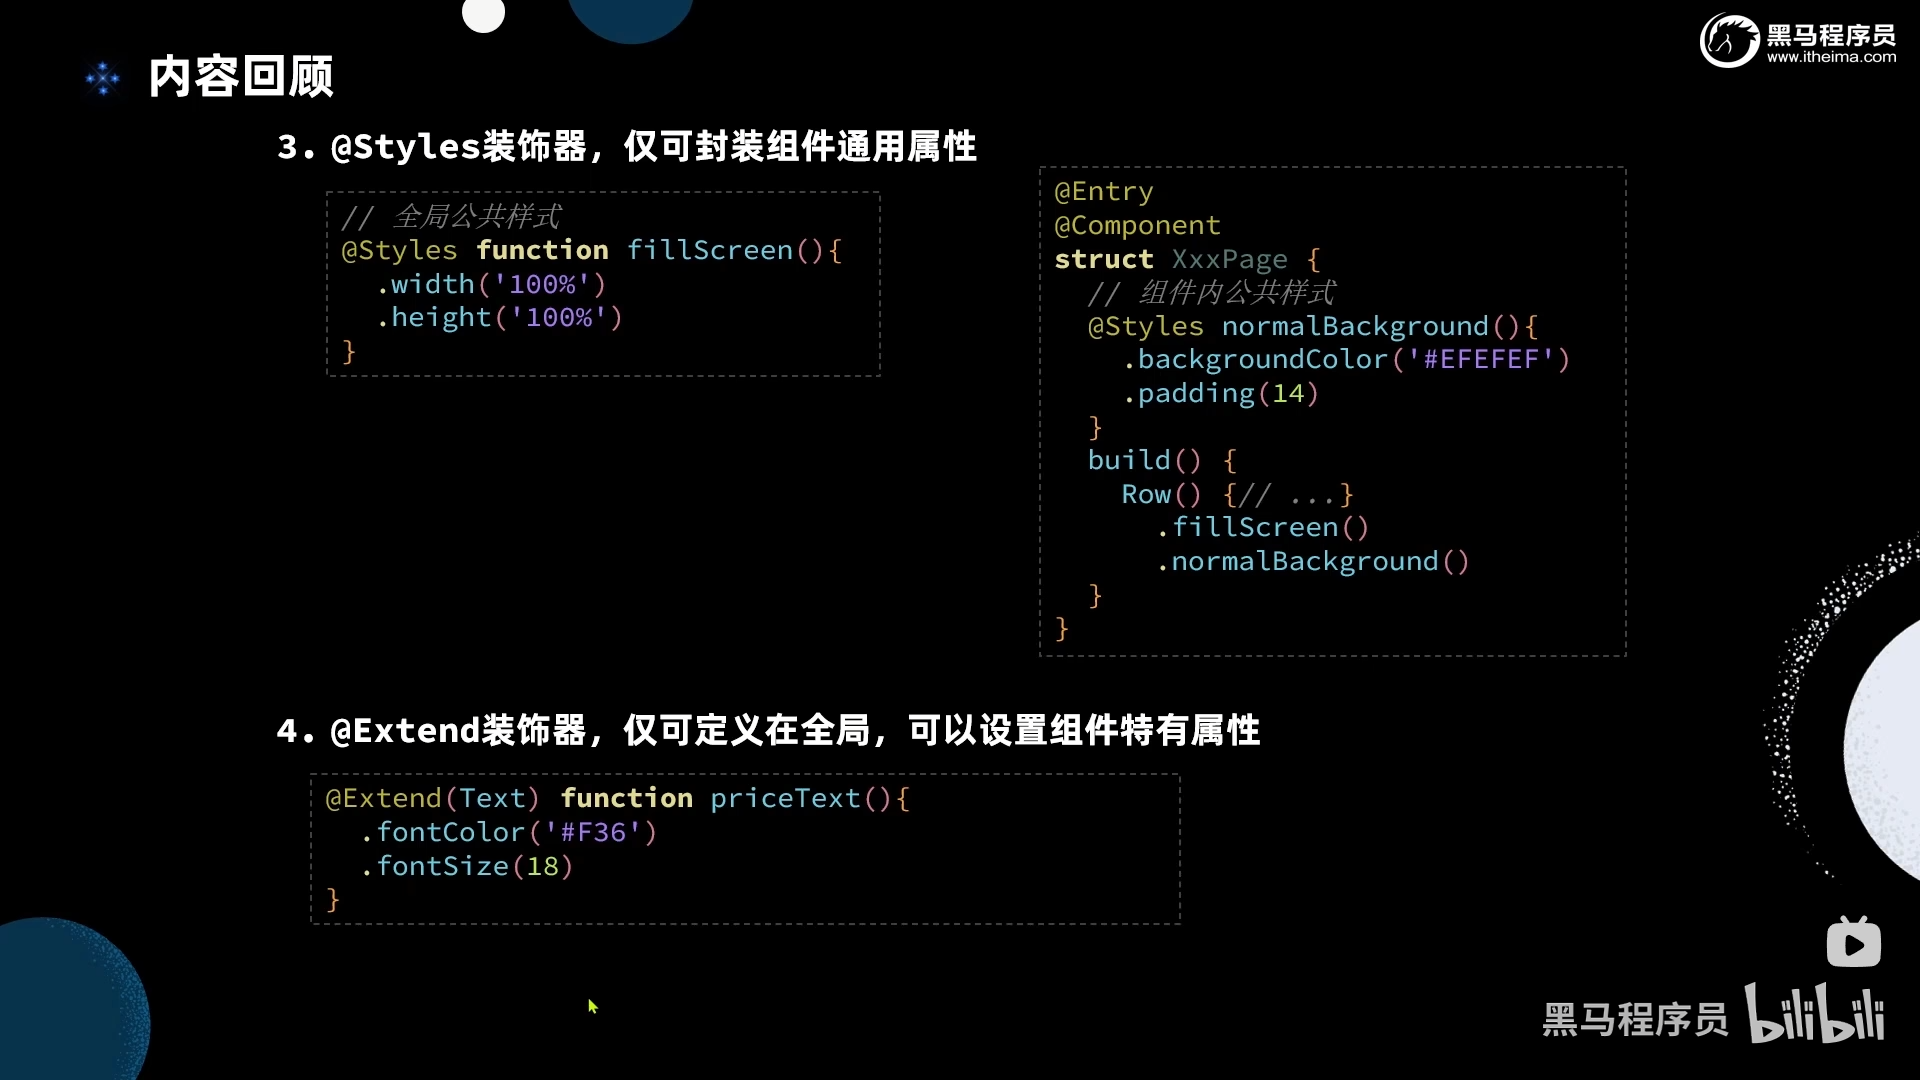 黑马程序员
www.itheima.com
内容回顾
3. @Styles装饰器，仅可封装组件通用属性
// 全局公共样式
@Styles function fillScreen(){
.width('100%')
.height('100%')
}
@Entry
@Component
struct XxxPage {
// 组件内公共样式
@Styles normalBackground(){
.backgroundColor('#EFEFEF')
.padding(14)
}
build() {
Row() {// ...}
.fillScreen()
.normalBackground()
}
}
4. @Extend装饰器，仅可定义在全局，可以设置组件特有属性
@Extend(Text) function priceText(){
.fontColor('#F36')
.fontSize(18)
}
黑马程序员 bilibili